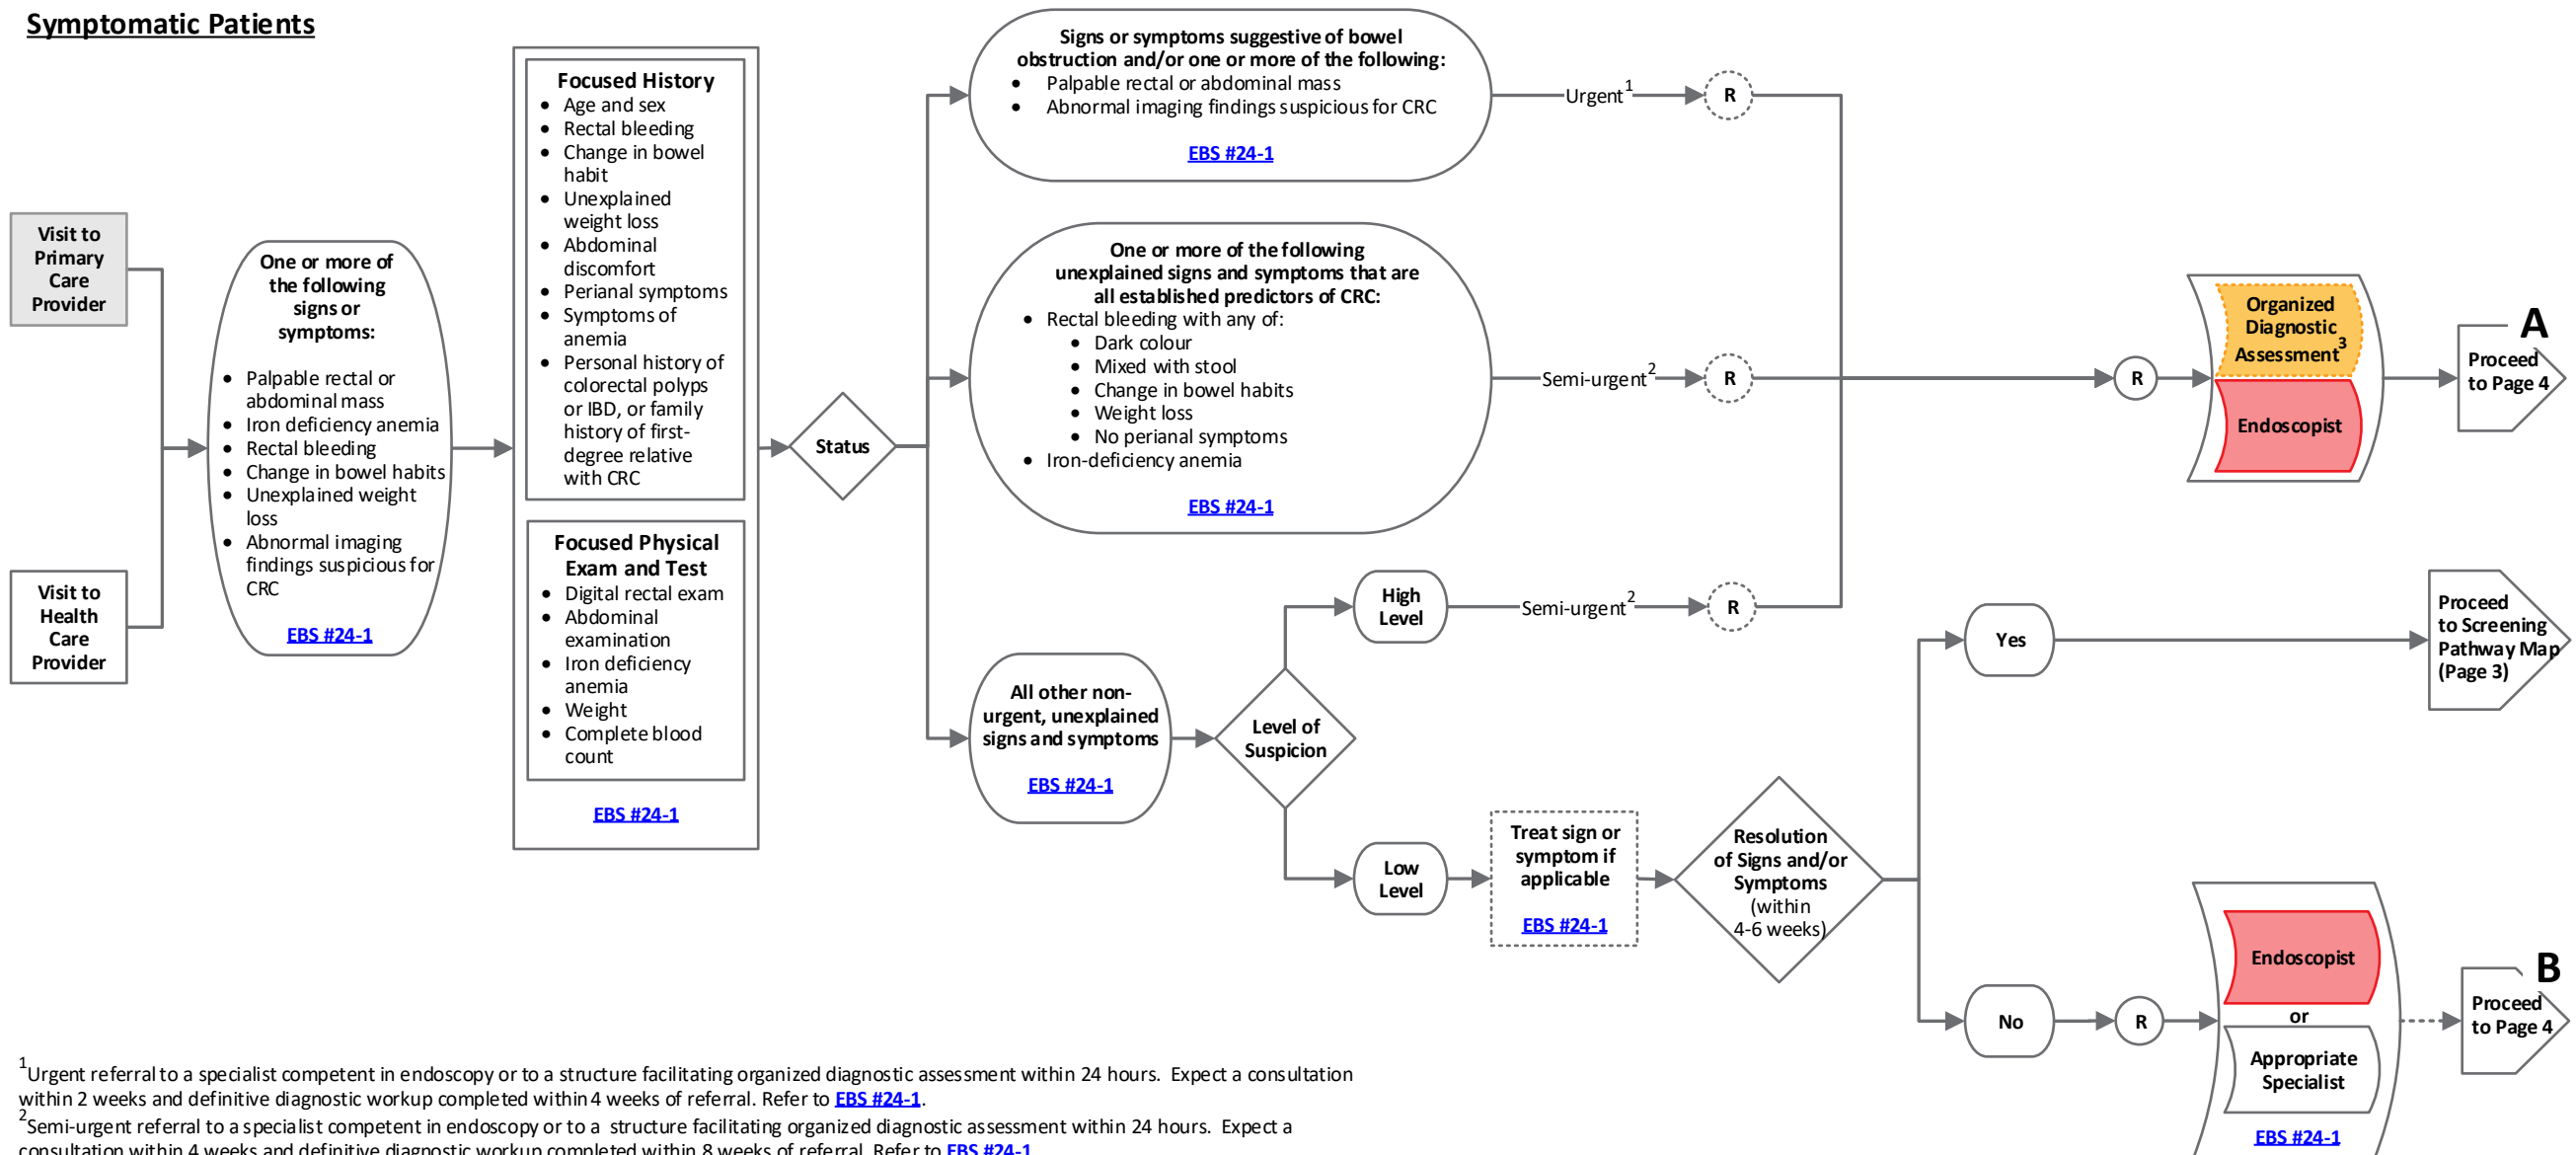 Symptomatic Patients
Visit to
Primary
Care
Provider
Visit to
Health
Care
Provider
One or more of
the following
signs or
symptoms:
• Palpable rectal or
abdominal mass
• Iron deficiency anemia
• Rectal bleeding
• Change in bowel habits
• Unexplained weight
loss
• Abnormal imaging
findings suspicious for
CRC
EBS #24-1
Focused History
• Age and sex
• Rectal bleeding
• Change in bowel
habit
• Unexplained
weight loss
• Abdominal
discomfort
• Perianal symptoms
• Symptoms of
anemia
• Personal history of
colorectal polyps
or IBD, or family
history of first-
degree relative
with CRC
Focused Physical
Exam and Test
• Digital rectal exam
• Abdominal
examination
• Iron deficiency
anemia
• Weight
• Complete blood
count
EBS #24-1
Status
Signs or symptoms suggestive of bowel
obstruction and/or one or more of the following:
• Palpable rectal or abdominal mass
• Abnormal imaging findings suspicious for CRC
EBS #24-1
Urgent1
R
One or more of the following
unexplained signs and symptoms that are
all established predictors of CRC:
• Rectal bleeding with any of:
• Dark colour
• Mixed with stool
• Change in bowel habits
• Weight loss
• No perianal symptoms
• Iron-deficiency anemia
EBS #24-1
Semi-urgent2
R
All other non-
urgent, unexplained
signs and symptoms
EBS #24-1
Level of
Suspicion
High
Level
Semi-urgent2
R
R
Organized
Diagnostic
Assessment3
Endoscopist
A
Proceed
to Page 4
Low
Level
Treat sign or
symptom if
applicable
EBS #24-1
Resolution
of Signs and/or
Symptoms
(within
4-6 weeks)
Yes
Proceed
to Screening
Pathway Map
(Page 3)
No
R
Endoscopist
or
Appropriate
Specialist
EBS #24-1
B
Proceed
to Page 4
1Urgent referral to a specialist competent in endoscopy or to a structure facilitating organized diagnostic assessment within 24 hours. Expect a consultation
within 2 weeks and definitive diagnostic workup completed within 4 weeks of referral. Refer to EBS #24-1.
2Semi-urgent referral to a specialist competent in endoscopy or to a structure facilitating organized diagnostic assessment within 24 hours. Expect a
consultation within 4 weeks and definitive diagnostic workup completed within 8 weeks of referral. Refer to EBS #24-1